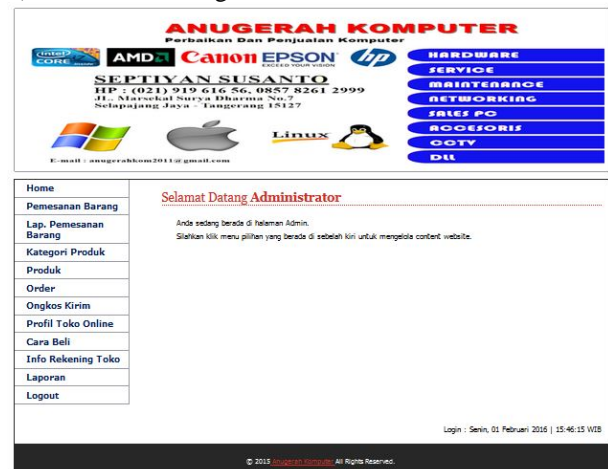 ANUGERAH KOMPUTER
Perbaikan Dan Penjualan Komputer
intel CORE AMD Canon EPSON hp
EXCEED YOUR VISION
SEPTIYAN SUSANTO
HP : (021) 919 616 56, 0857 8261 2999
JL. Marsekal Surya Dharma No.7
Selapajang Jaya - Tangerang 15127
Linux
E-mail : anugerahkom2011@gmail.com
HARDWARE
SERVICE
MAINTENANCE
NETWORKING
SALES PC
ACCESORIS
CCTV
DLL
Home
Pemesanan Barang
Lap. Pemesanan
Barang
Kategori Produk
Produk
Order
Ongkos Kirim
Profil Toko Online
Cara Beli
Info Rekening Toko
Laporan
Logout
Selamat Datang Administrator
Anda sedang berada di halaman Admin.
Silahkan klik menu pilihan yang berada di sebelah kiri untuk mengelola content website.
Login : Senin, 01 Februari 2016 | 15:46:15 WIB
© 2015 Anugerah Komputer All Rights Reserved.